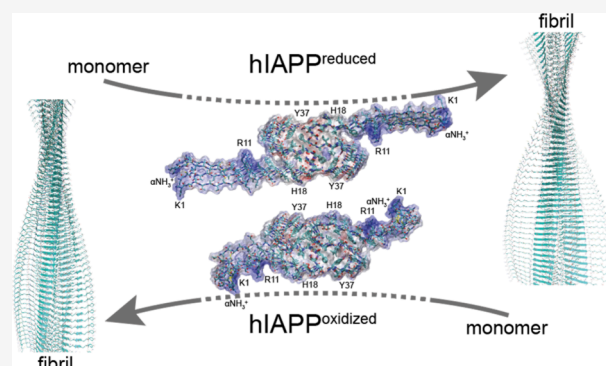 fibril
monomer
hIAPPreduced
Y37
H18
K1
R11
αNH₃⁺
R11
αNH₃⁺
K1
H18
Y37
Y37
H18
αNH₃⁺
K1
R11
K1
R11
αNH₃⁺
H18
Y37
hIAPPoxidized
monomer
fibril